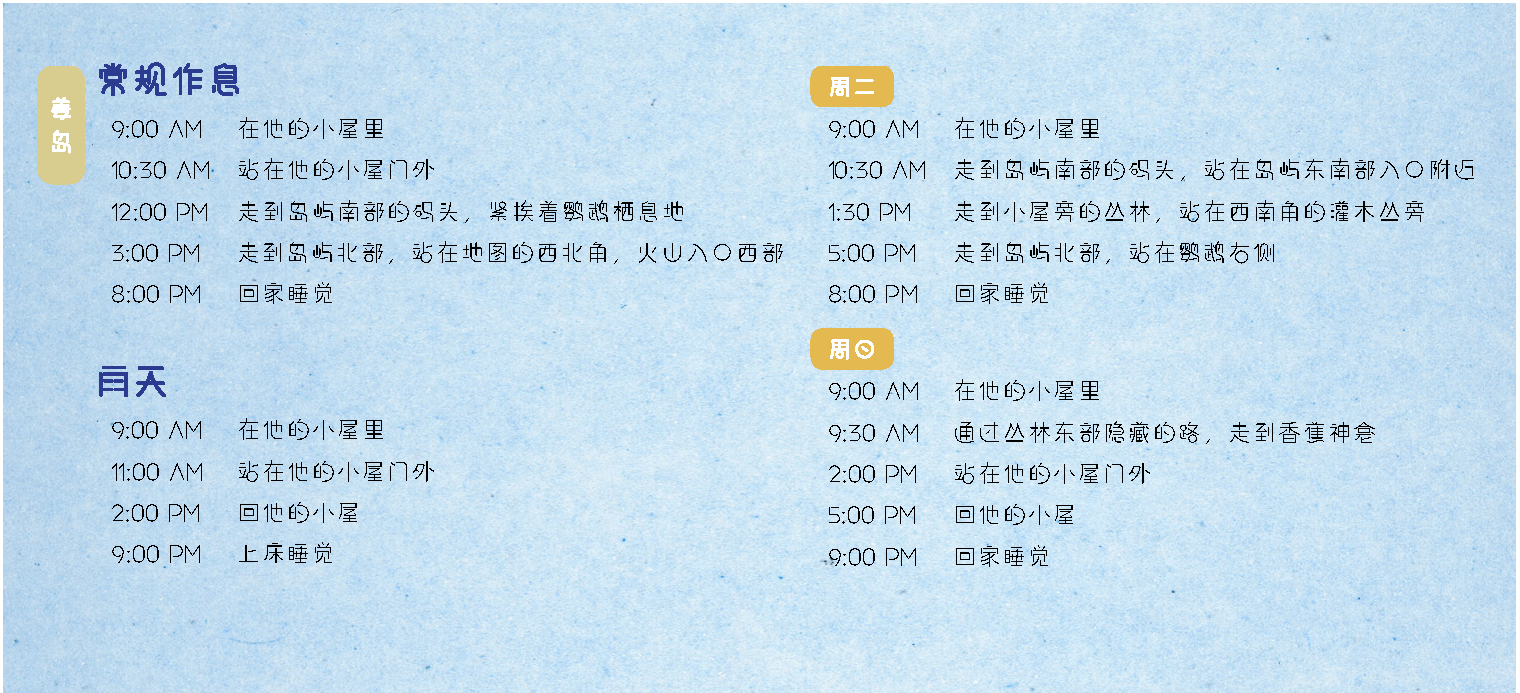 姜岛
常规作息
9:00 AM 在他的小屋里
10:30 AM 站在他的小屋门外
12:00 PM 走到岛屿南部的码头，紧挨着鹦鹉栖息地
3:00 PM 走到岛屿北部，站在地图的西北角，火山入口西部
8:00 PM 回家睡觉
雨天
9:00 AM 在他的小屋里
11:00 AM 站在他的小屋门外
2:00 PM 回他的小屋
9:00 PM 上床睡觉
周二
9:00 AM 在他的小屋里
10:30 AM 走到岛屿南部的码头，站在岛屿东南部入口附近
1:30 PM 走到小屋旁的丛林，站在西南角的灌木丛旁
5:00 PM 走到岛屿北部，站在鹦鹉右侧
8:00 PM 回家睡觉
周日
9:00 AM 在他的小屋里
9:30 AM 通过丛林东部隐藏的路，走到香蕉神龛
2:00 PM 站在他的小屋门外
5:00 PM 回他的小屋
9:00 PM 回家睡觉